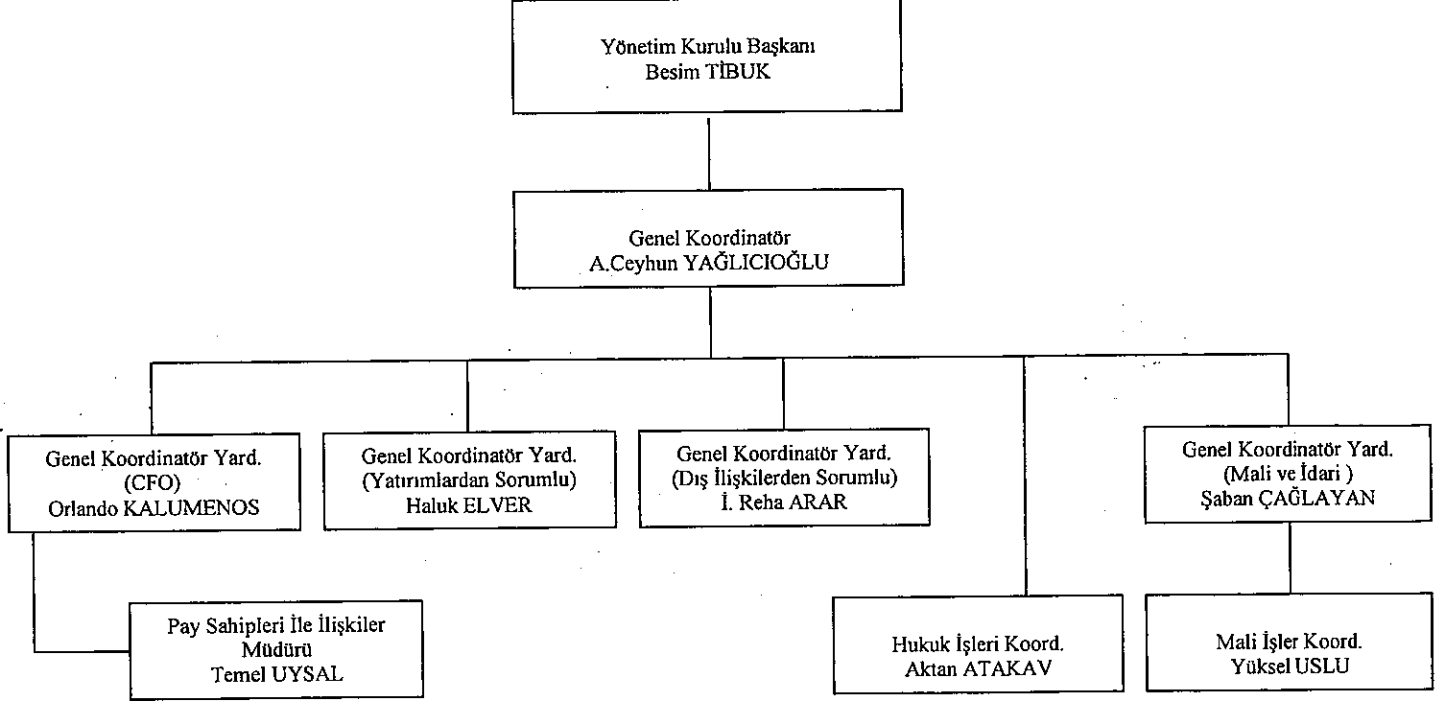 Yönetim Kurulu Başkanı
Besim TİBUK
Genel Koordinatör
A.Ceyhun YAĞLICIOĞLU
Genel Koordinatör Yard.
(CFO)
Orlando KALUMENOS
Genel Koordinatör Yard.
(Yatırımlardan Sorumlu)
Haluk ELVER
Genel Koordinatör Yard.
(Dış İlişkilerden Sorumlu)
İ. Reha ARAR
Genel Koordinatör Yard.
(Mali ve İdari )
Şaban ÇAĞLAYAN
Pay Sahipleri İle İlişkiler
Müdürü
Temel UYSAL
Hukuk İşleri Koord.
Aktan ATAKAV
Mali İşler Koord.
Yüksel USLU